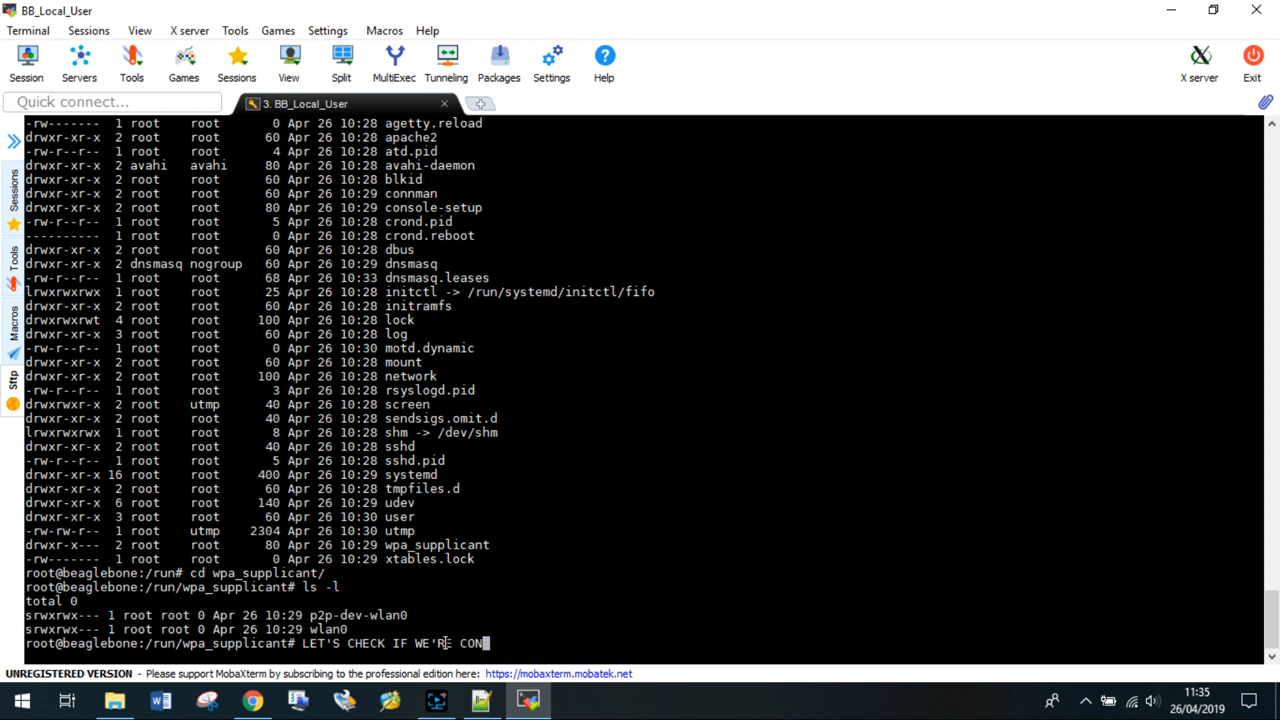 BB_Local_User
Terminal Sessions View X server Tools Games Settings Macros Help
Session Servers Tools Games Sessions View Split MultiExec Tunneling Packages Settings Help X server Exit
Quick connect...
3. BB_Local_User
Sessions
Tools
Macros
Sftp
-rw------- 1 root root 0 Apr 26 10:28 agetty.reload
drwxr-xr-x 2 root root 60 Apr 26 10:28 apache2
-rw-r--r-- 1 root root 4 Apr 26 10:28 atd.pid
drwxr-xr-x 2 avahi avahi 80 Apr 26 10:28 avahi-daemon
drwxr-xr-x 2 root root 60 Apr 26 10:28 blkid
drwxr-xr-x 2 root root 60 Apr 26 10:29 connman
drwxr-xr-x 2 root root 80 Apr 26 10:29 console-setup
-rw-r--r-- 1 root root 5 Apr 26 10:28 crond.pid
---------- 1 root root 0 Apr 26 10:28 crond.reboot
drwxr-xr-x 2 root root 60 Apr 26 10:28 dbus
drwxr-xr-x 2 dnsmasq nogroup 60 Apr 26 10:29 dnsmasq
-rw-r--r-- 1 root root 68 Apr 26 10:33 dnsmasq.leases
lrwxrwxrwx 1 root root 25 Apr 26 10:28 initctl -> /run/systemd/initctl/fifo
drwxr-xr-x 2 root root 60 Apr 26 10:28 initramfs
drwxrwxrwt 4 root root 100 Apr 26 10:28 lock
drwxr-xr-x 3 root root 60 Apr 26 10:28 log
-rw-r--r-- 1 root root 0 Apr 26 10:30 motd.dynamic
drwxr-xr-x 2 root root 60 Apr 26 10:28 mount
drwxr-xr-x 2 root root 100 Apr 26 10:28 network
-rw-r--r-- 1 root root 3 Apr 26 10:28 rsyslogd.pid
drwxrwxr-x 2 root utmp 40 Apr 26 10:28 screen
drwxr-xr-x 2 root root 40 Apr 26 10:28 sendsigs.omit.d
lrwxrwxrwx 1 root root 8 Apr 26 10:28 shm -> /dev/shm
drwxr-xr-x 2 root root 40 Apr 26 10:28 sshd
-rw-r--r-- 1 root root 5 Apr 26 10:28 sshd.pid
drwxr-xr-x 16 root root 400 Apr 26 10:29 systemd
drwxr-xr-x 2 root root 60 Apr 26 10:28 tmpfiles.d
drwxr-xr-x 6 root root 140 Apr 26 10:29 udev
drwxr-xr-x 3 root root 60 Apr 26 10:30 user
-rw-rw-r-- 1 root utmp 2304 Apr 26 10:30 utmp
drwxr-x--- 2 root root 80 Apr 26 10:29 wpa_supplicant
-rw------- 1 root root 0 Apr 26 10:28 xtables.lock
root@beaglebone:/run# cd wpa_supplicant/
root@beaglebone:/run/wpa_supplicant# ls -l
total 0
srwxrwx--- 1 root root 0 Apr 26 10:29 p2p-dev-wlan0
srwxrwx--- 1 root root 0 Apr 26 10:29 wlan0
root@beaglebone:/run/wpa_supplicant# LET'S CHECK IF WE'RE CON
UNREGISTERED VERSION - Please support MobaXterm by subscribing to the professional edition here: https://mobaxterm.mobatek.net
11:35
26/04/2019